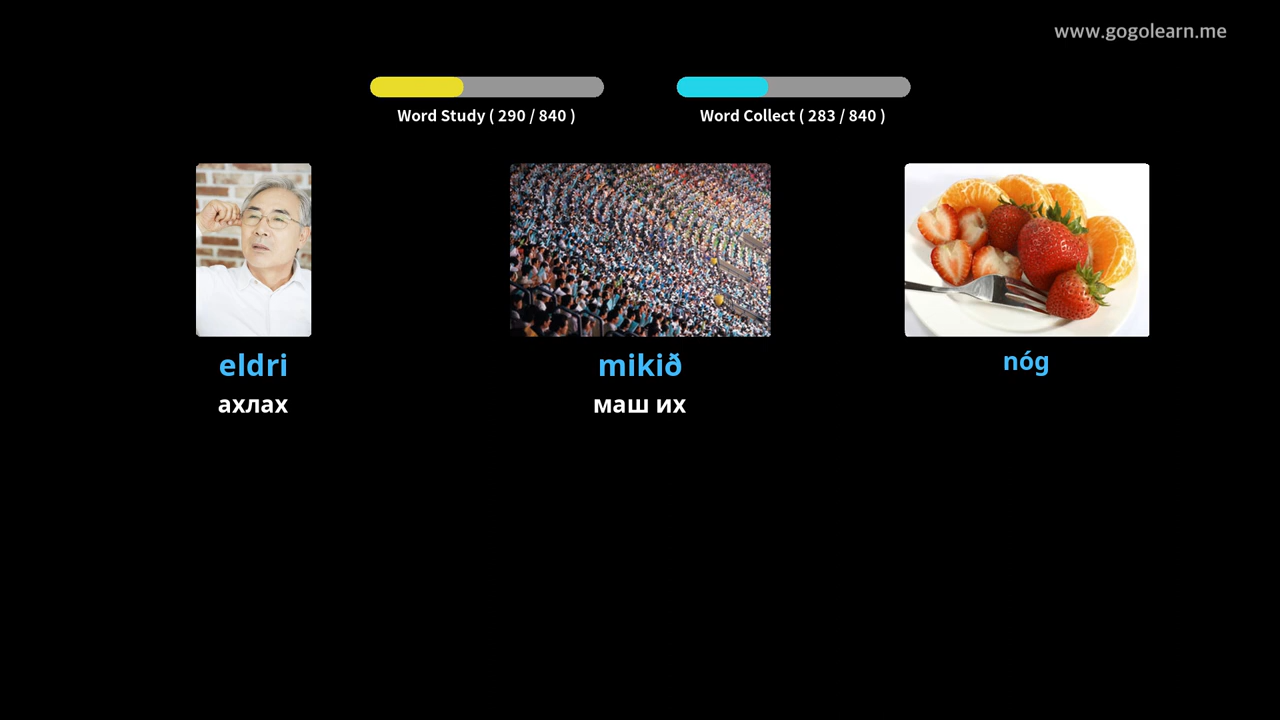 www.gogolearn.me
Word Study ( 290 / 840 )
Word Collect ( 283 / 840 )
eldri
ахлах
mikið
маш их
nóg